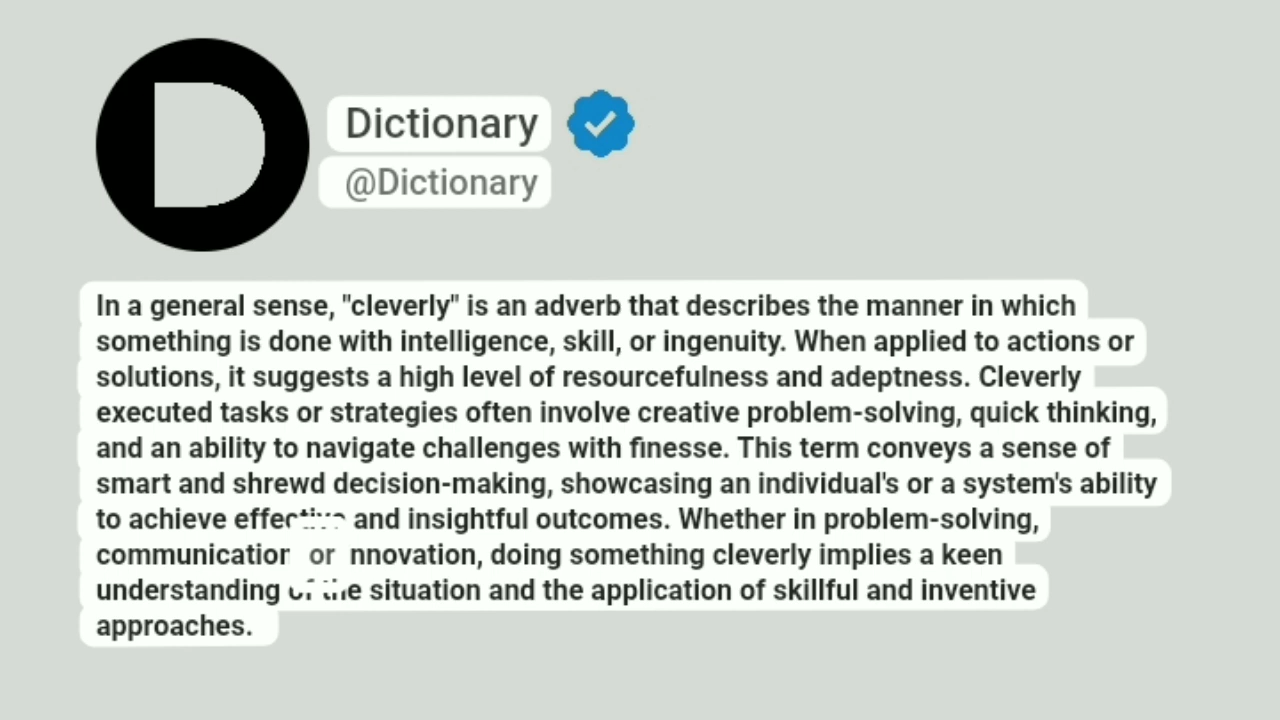 D
Dictionary
@Dictionary
In a general sense, "cleverly" is an adverb that describes the manner in which
something is done with intelligence, skill, or ingenuity. When applied to actions or
solutions, it suggests a high level of resourcefulness and adeptness. Cleverly
executed tasks or strategies often involve creative problem-solving, quick thinking,
and an ability to navigate challenges with finesse. This term conveys a sense of
smart and shrewd decision-making, showcasing an individual's or a system's ability
to achieve effective and insightful outcomes. Whether in problem-solving,
communication or nnovation, doing something cleverly implies a keen
understanding of the situation and the application of skillful and inventive
approaches.